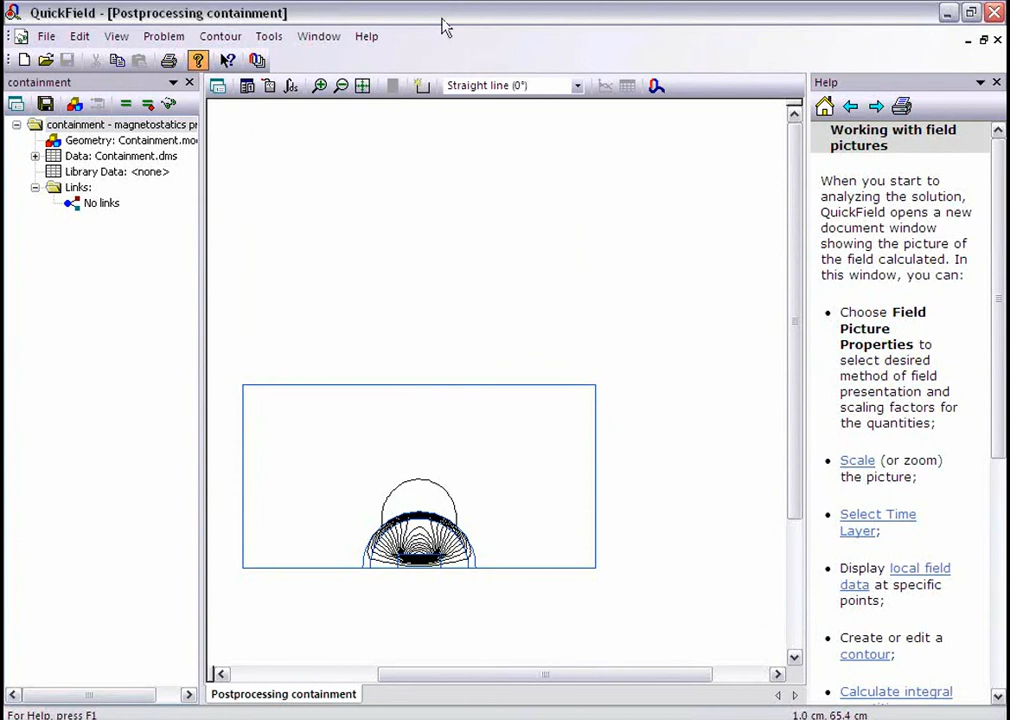 QuickField - [Postprocessing containment]
File Edit View Problem Contour Tools Window Help
containment
Straight line (0°)
Help
containment - magnetostatics pr
Geometry: Containment.mo
Data: Containment.dms
Library Data: <none>
Links:
No links
Working with field
pictures
When you start to
analyzing the solution,
QuickField opens a new
document window
showing the picture of
the field calculated. In
this window, you can:
• Choose Field
Picture
Properties to
select desired
method of field
presentation and
scaling factors for
the quantities;
• Scale (or zoom)
the picture;
• Select Time
Layer;
• Display local field
data at specific
points;
• Create or edit a
contour;
• Calculate integral
Postprocessing containment
For Help, press F1
1.0 cm, 65.4 cm